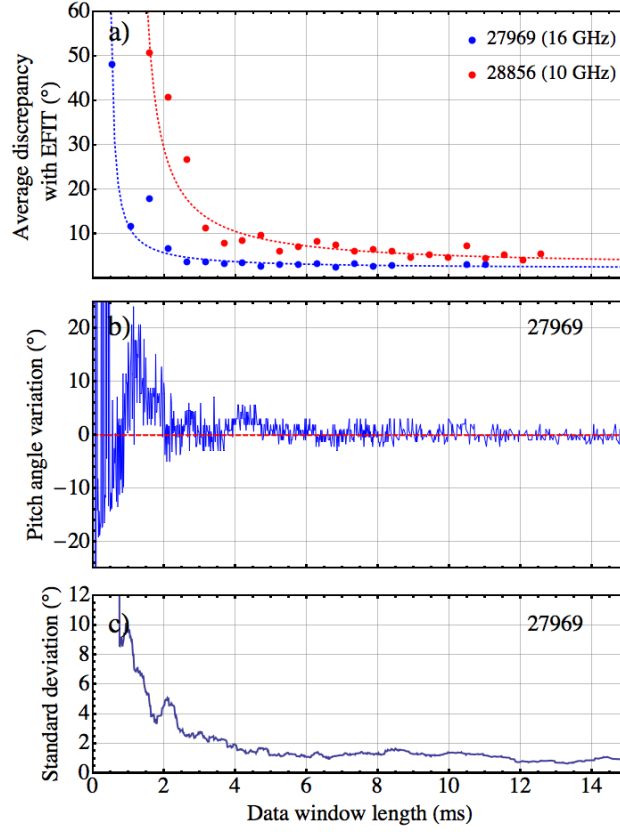 a)
27969 (16 GHz)
28856 (10 GHz)
Average discrepancy
with EFIT (°)
60
50
40
30
20
10
b)
27969
Pitch angle variation (°)
20
10
0
−10
−20
c)
27969
Standard deviation (°)
12
10
8
6
4
2
0
0 2 4 6 8 10 12 14
Data window length (ms)